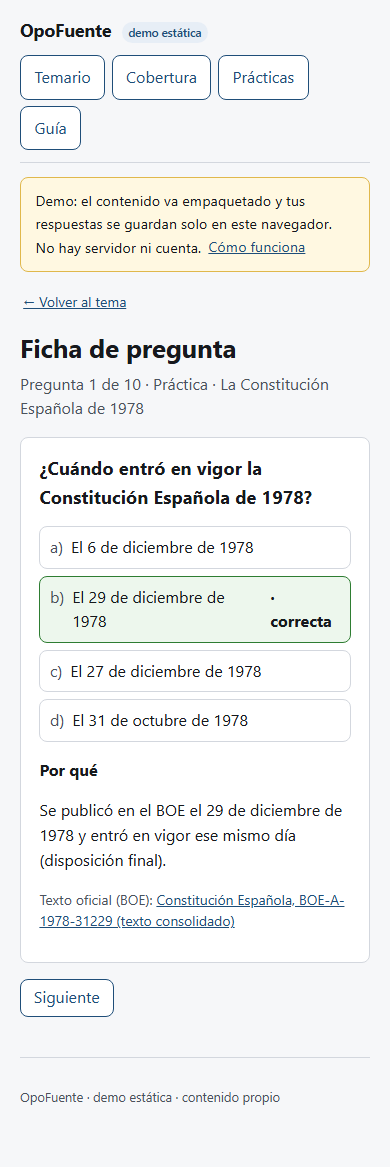 OpoFuente demo estática
Temario Cobertura Prácticas
Guía
Demo: el contenido va empaquetado y tus
respuestas se guardan solo en este navegador.
No hay servidor ni cuenta. Cómo funciona
← Volver al tema
Ficha de pregunta
Pregunta 1 de 10 · Práctica · La Constitución
Española de 1978
¿Cuándo entró en vigor la
Constitución Española de 1978?
a) El 6 de diciembre de 1978
b) El 29 de diciembre de ·
1978 correcta
c) El 27 de diciembre de 1978
d) El 31 de octubre de 1978
Por qué
Se publicó en el BOE el 29 de diciembre de
1978 y entró en vigor ese mismo día
(disposición final).
Texto oficial (BOE): Constitución Española, BOE-A-
1978-31229 (texto consolidado)
Siguiente
OpoFuente · demo estática · contenido propio